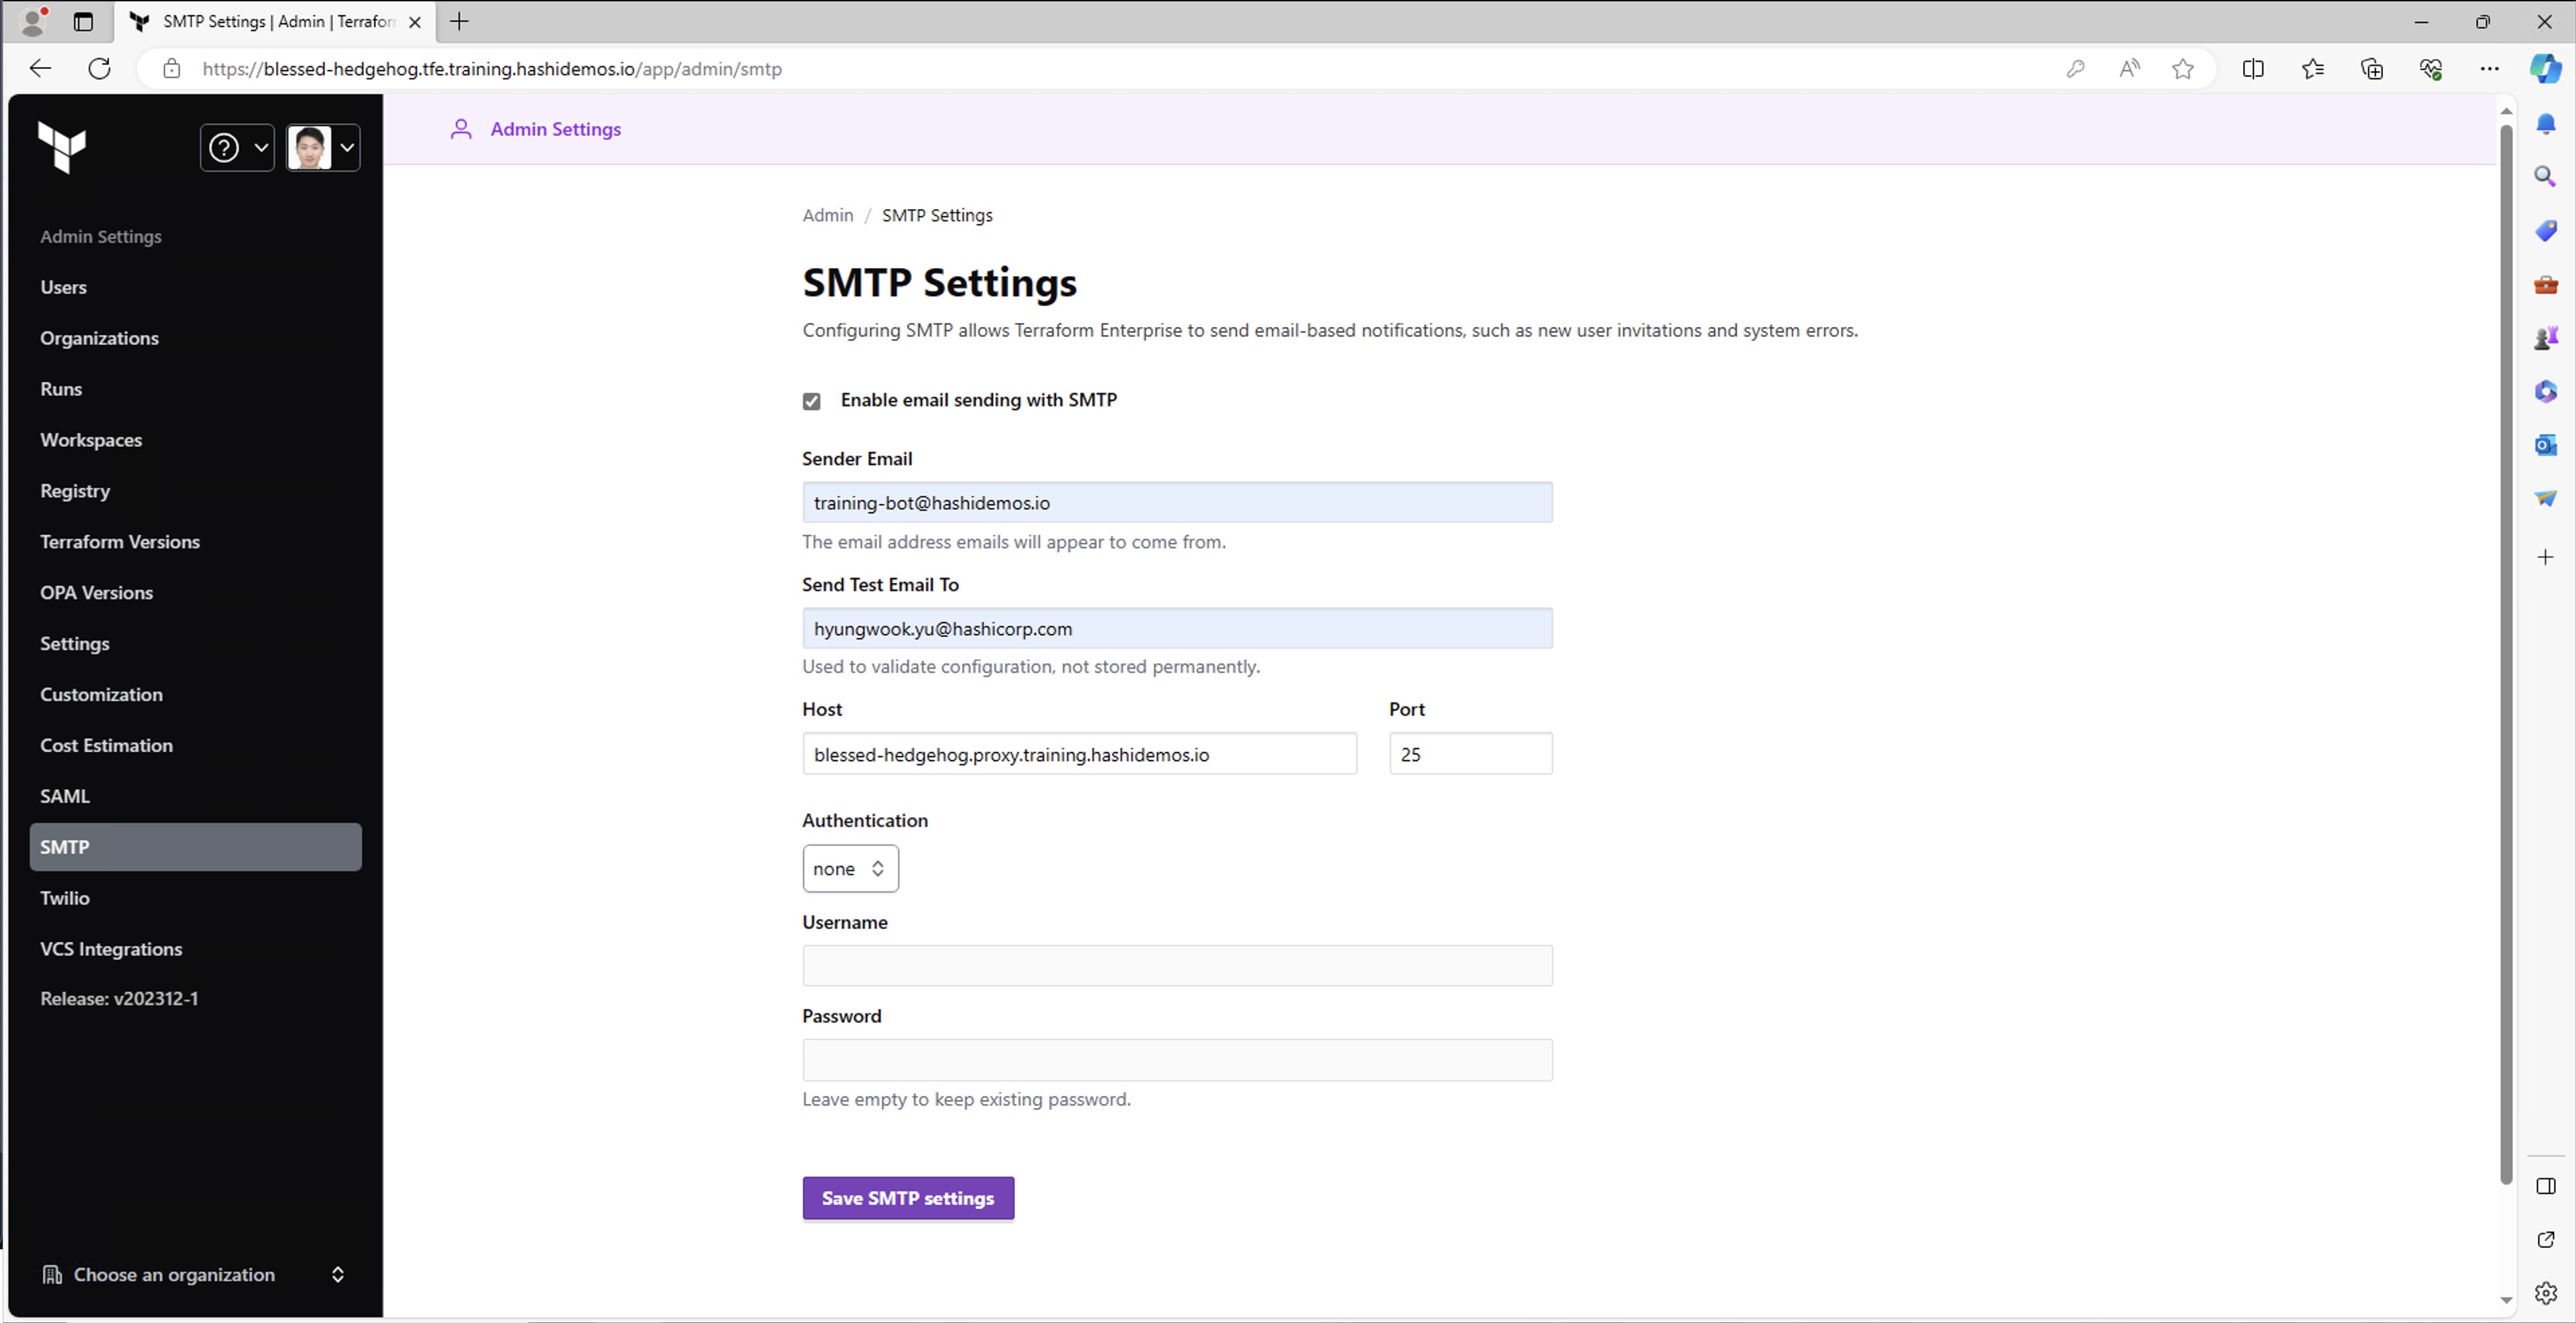 SMTP Settings | Admin | Terrafor
https://blessed-hedgehog.tfe.training.hashidemos.io/app/admin/smtp
Admin Settings
Admin Settings
Users
Organizations
Runs
Workspaces
Registry
Terraform Versions
OPA Versions
Settings
Customization
Cost Estimation
SAML
SMTP
Twilio
VCS Integrations
Release: v202312-1
Choose an organization
Admin / SMTP Settings
SMTP Settings
Configuring SMTP allows Terraform Enterprise to send email-based notifications, such as new user invitations and system errors.
Enable email sending with SMTP
Sender Email
training-bot@hashidemos.io
The email address emails will appear to come from.
Send Test Email To
hyungwook.yu@hashicorp.com
Used to validate configuration, not stored permanently.
Host Port
blessed-hedgehog.proxy.training.hashidemos.io 25
Authentication
none
Username
Password
Leave empty to keep existing password.
Save SMTP settings